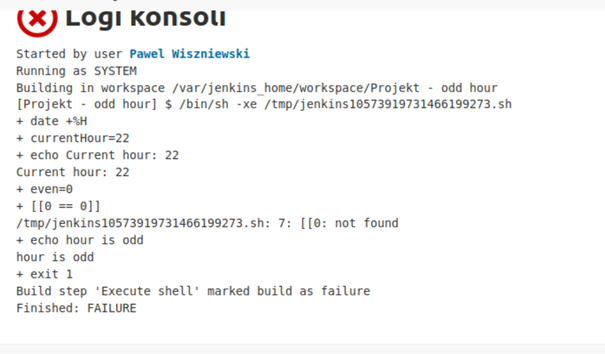 Logi konsoli
Started by user Pawel Wiszniewski
Running as SYSTEM
Building in workspace /var/jenkins_home/workspace/Projekt - odd hour
[Projekt - odd hour] $ /bin/sh -xe /tmp/jenkins10573919731466199273.sh
+ date +%H
+ currentHour=22
+ echo Current hour: 22
Current hour: 22
+ even=0
+ [[0 == 0]]
/tmp/jenkins10573919731466199273.sh: 7: [[0: not found
+ echo hour is odd
hour is odd
+ exit 1
Build step 'Execute shell' marked build as failure
Finished: FAILURE